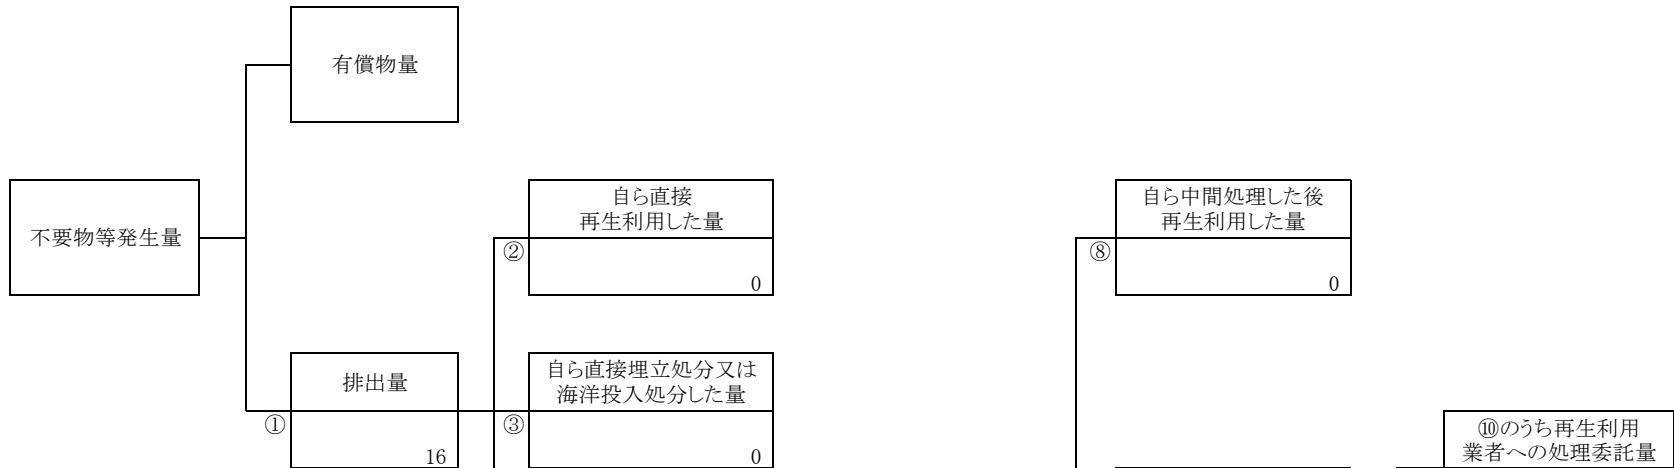 有償物量
不要物等発生量
自ら直接
再生利用した量
②
0
自ら中間処理した後
再生利用した量
⑧
0
排出量
①
16
自ら直接埋立処分又は
海洋投入処分した量
③
0
⑩のうち再生利用
業者への処理委託量